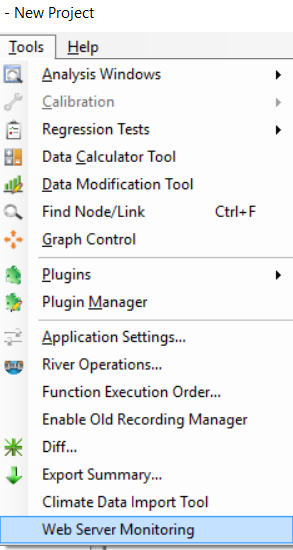 - New Project
Tools Help
Analysis Windows
Calibration
Regression Tests
Data Calculator Tool
Data Modification Tool
Find Node/Link Ctrl+F
Graph Control
Plugins
Plugin Manager
Application Settings...
River Operations...
Function Execution Order...
Enable Old Recording Manager
Diff...
Export Summary...
Climate Data Import Tool
Web Server Monitoring